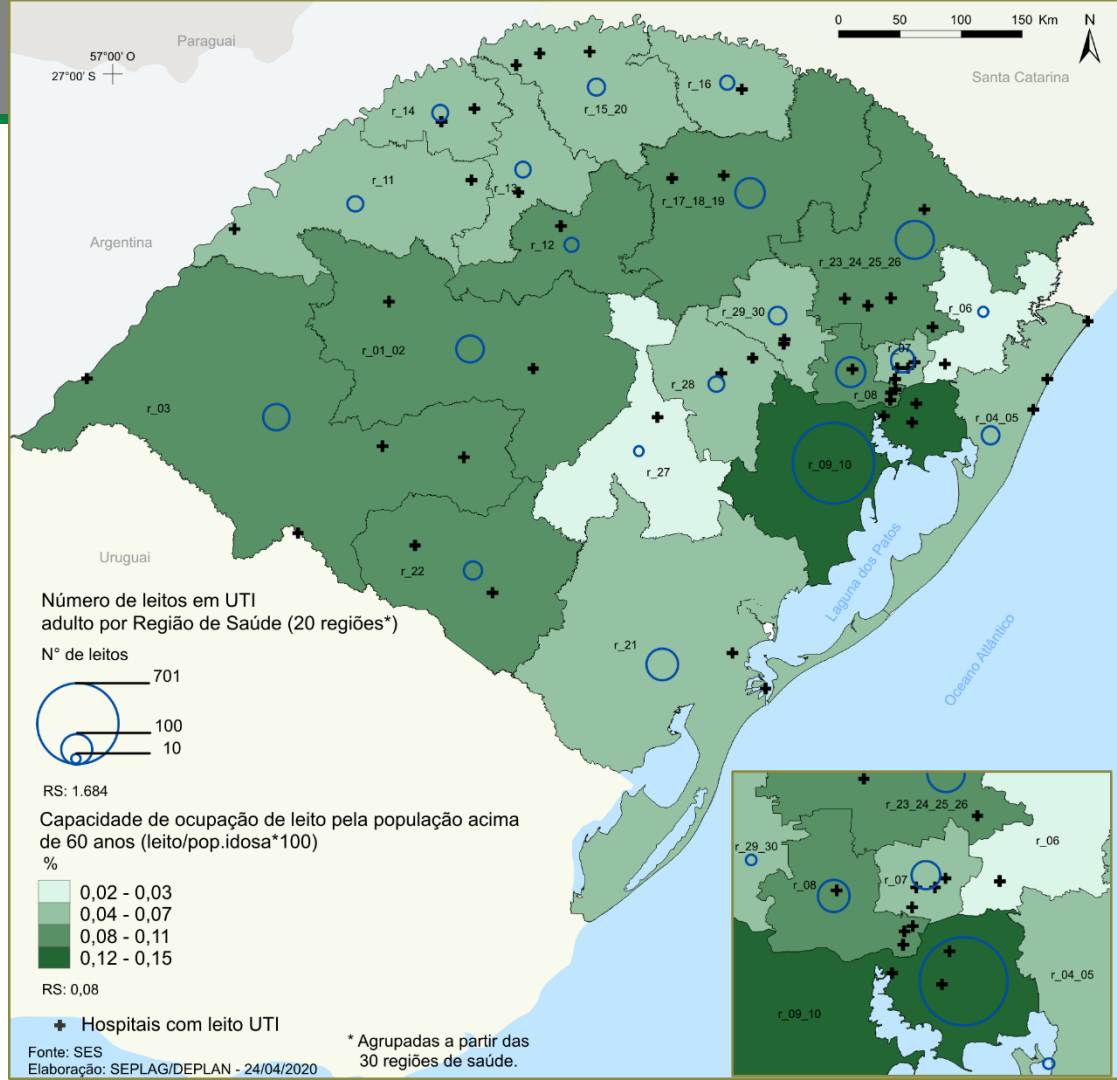 Paraguai
57°00' O
27°00' S
0 50 100 150 Km
N
Santa Catarina
r_16
r_15_20
r_14
r_11
r_13
r_17_18_19
Argentina
r_12
r_23_24_25_26
r_06
r_29_30
r_07
r_01_02
r_28
r_08
r_03
r_04_05
r_09_10
r_27
Uruguai
r_22
Laguna dos Patos
r_21
Oceano Atlântico
Número de leitos em UTI
adulto por Região de Saúde (20 regiões*)
N° de leitos
701
100
10
RS: 1.684
Capacidade de ocupação de leito pela população acima
de 60 anos (leito/pop.idosa*100)
%
0,02 - 0,03
0,04 - 0,07
0,08 - 0,11
0,12 - 0,15
RS: 0,08
Hospitais com leito UTI
* Agrupadas a partir das
30 regiões de saúde.
Fonte: SES
Elaboração: SEPLAG/DEPLAN - 24/04/2020
r_23_24_25_26
r_29_30
r_06
r_08
r_07
r_04_05
r_09_10